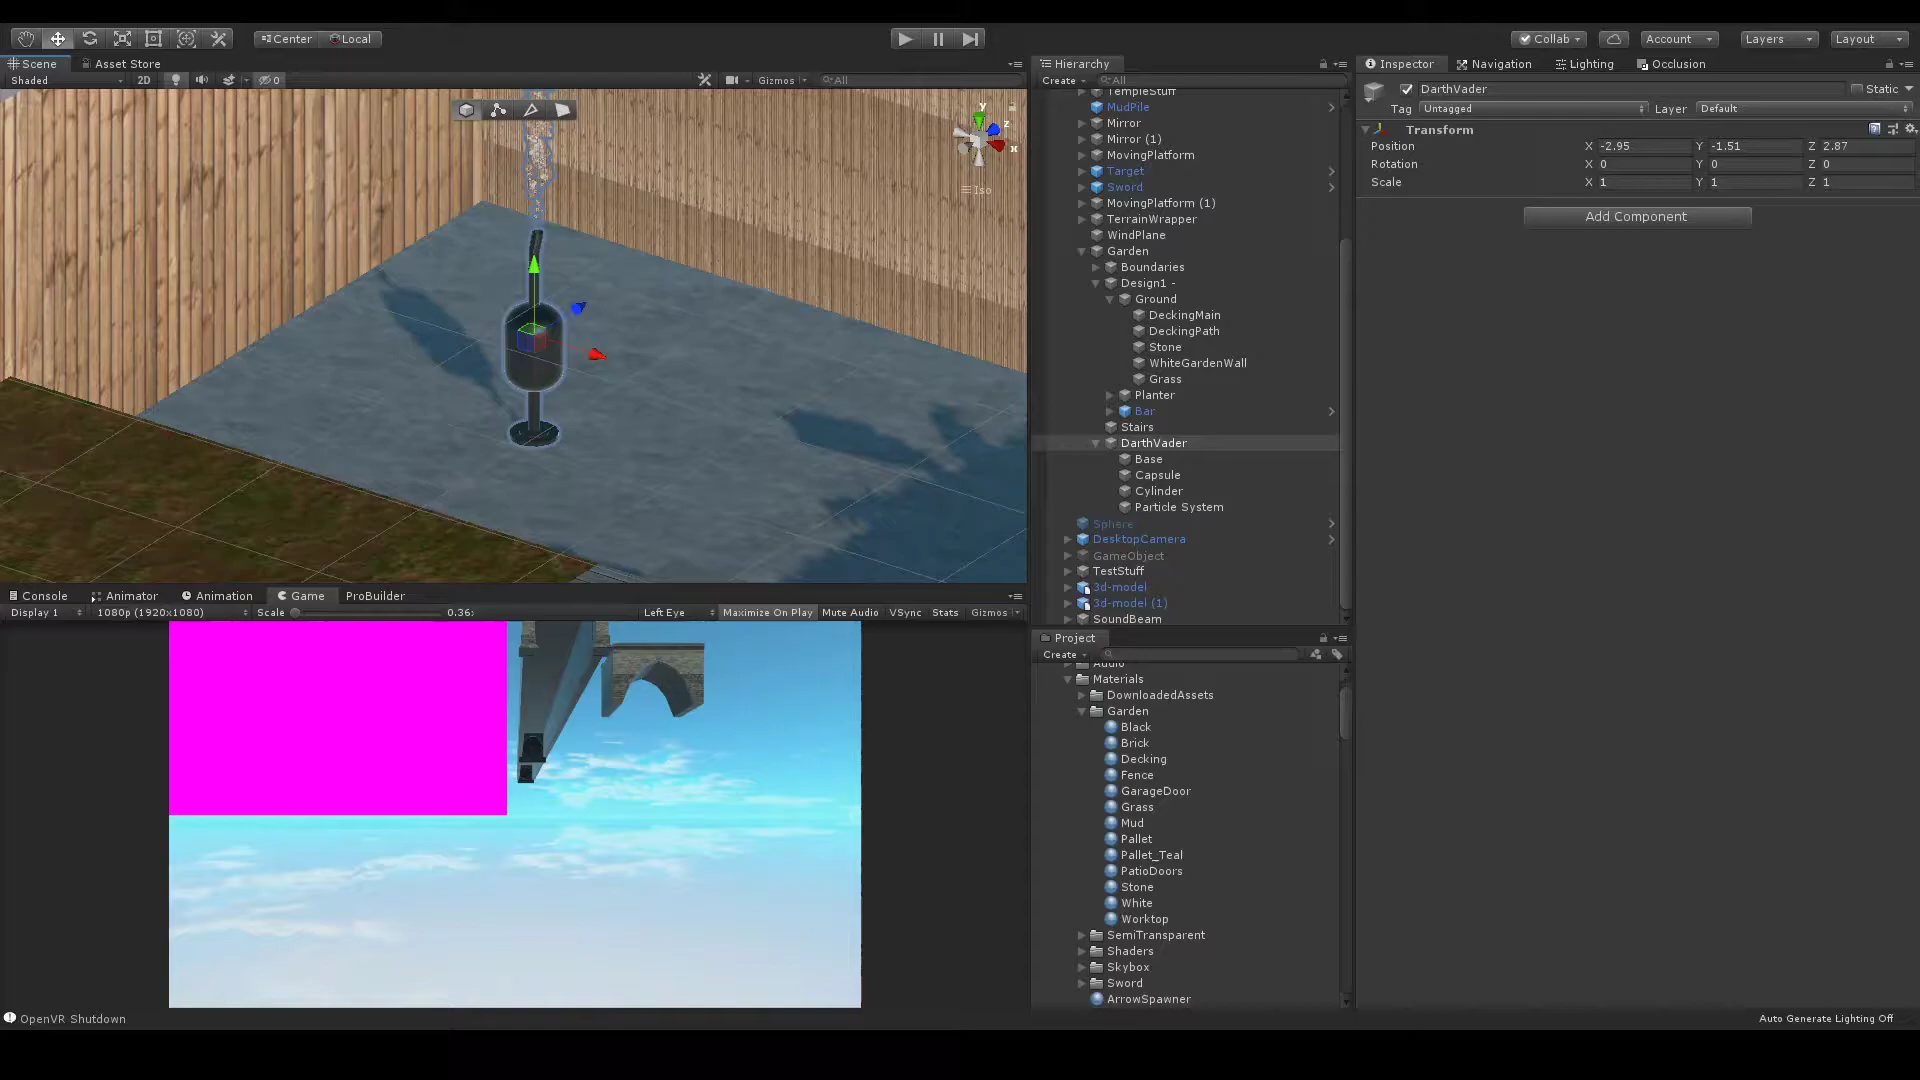 Center Local
Collab Account Layers Layout
Scene Asset Store
Shaded 2D 0 Gizmos All
y
z
x
Iso
Hierarchy
Create All
TempleStuff
MudPile
Mirror
Mirror (1)
MovingPlatform
Target
Sword
MovingPlatform (1)
TerrainWrapper
WindPlane
Garden
Boundaries
Design1 -
Ground
DeckingMain
DeckingPath
Stone
WhiteGardenWall
Grass
Planter
Bar
Stairs
DarthVader
Base
Capsule
Cylinder
Particle System
Sphere
DesktopCamera
GameObject
TestStuff
3d-model
3d-model (1)
SoundBeam
Inspector Navigation Lighting Occlusion
DarthVader Static
Tag Untagged Layer Default
Transform
Position X -2.95 Y -1.51 Z 2.87
Rotation X 0 Y 0 Z 0
Scale X 1 Y 1 Z 1
Add Component
Console Animator Animation Game ProBuilder
Display 1 1080p (1920x1080) Scale 0.36: Left Eye Maximize On Play Mute Audio VSync Stats Gizmos
Project
Create
Audio
Materials
DownloadedAssets
Garden
Black
Brick
Decking
Fence
GarageDoor
Grass
Mud
Pallet
Pallet_Teal
PatioDoors
Stone
White
Worktop
SemiTransparent
Shaders
Skybox
Sword
ArrowSpawner
OpenVR Shutdown
Auto Generate Lighting Off